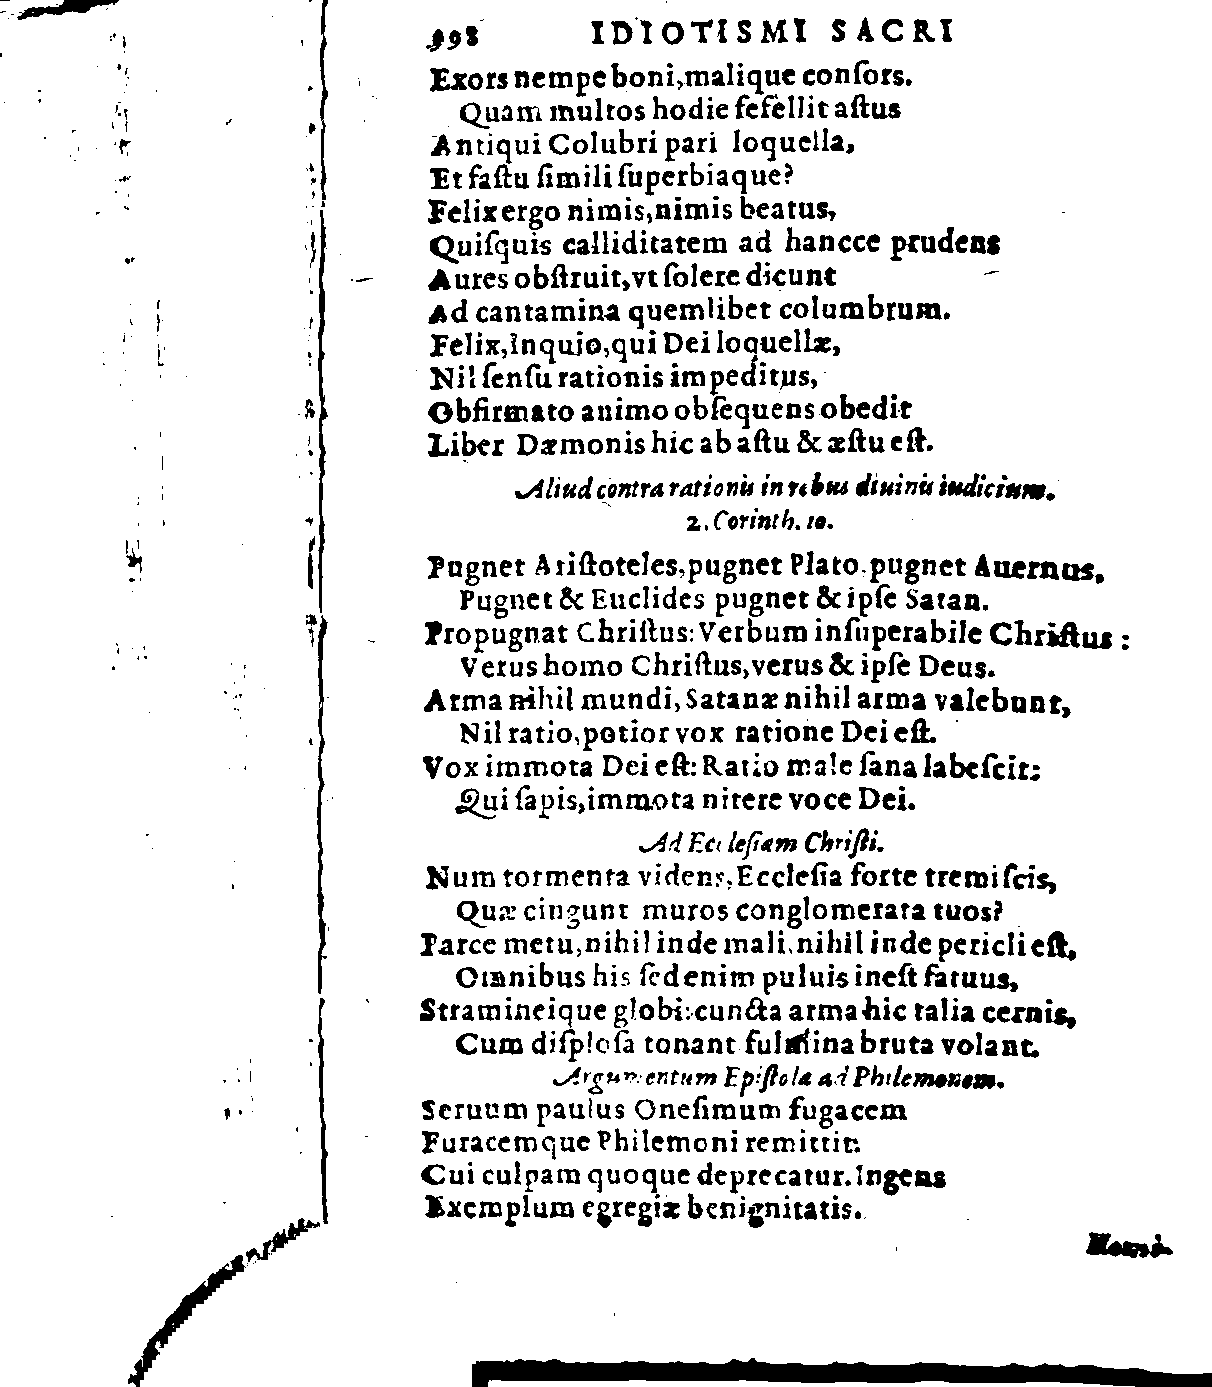 998 IDIOTISMI SACRI
Exors nempe boni, malique conſors.
Quam multos hodie fefellit aſtus
Antiqui Colubri pari loquella,
Et faſtu ſimili ſuperbiaque?
Felix ergo nimis, nimis beatus,
Quiſquis calliditatem ad hancce prudens
Aures obſtruit, vt ſolere dicunt
Ad cantamina quemlibet columbrum.
Felix, Inquio, qui Dei loquellæ,
Nil ſenſu rationis impeditus,
Obfirmato animo obſequens obedit
Liber Dæmonis hic ab aſtu & æſtu eſt.
Aliud contra rationis in rebus diuinis iudicium.
2. Corinth. 10.
Pugnet Ariſtoteles, pugnet Plato, pugnet Auernus,
Pugnet & Euclides pugnet & ipſe Satan.
Propugnat Chriſtus: Verbum inſuperabile Chriſtus:
Verus homo Chriſtus, verus & ipſe Deus.
Arma nihil mundi, Satanæ nihil arma valebunt,
Nil ratio, potior vox ratione Dei eſt.
Vox immota Dei eſt: Ratio male ſana labeſcit:
Qui ſapis, immota nitere voce Dei.
Ad Eccleſiam Chriſti.
Num tormenta videns, Eccleſia forte tremiſcis,
Quæ cingunt muros conglomerata tuos?
Parce metu, nihil inde mali, nihil inde pericli eſt,
Omnibus his ſed enim puluis ineſt fatuus,
Stramineique globi: cuncta arma hic talia cernis,
Cum diſploſa tonant fulmina bruta volant.
Argumentum Epiſtola ad Philemonem.
Seruum paulus Oneſimum fugacem
Furacemque Philemoni remittit:
Cui culpam quoque deprecatur. Ingens
Exemplum egregiæ benignitatis.